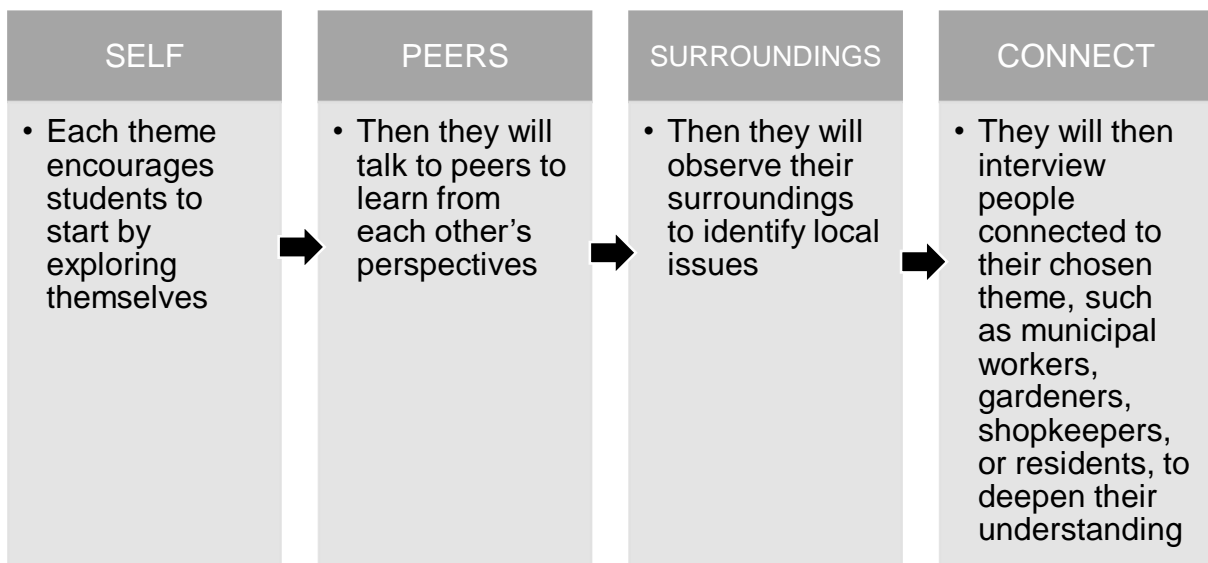 SELF
• Each theme
encourages
students to
start by
exploring
themselves
PEERS
• Then they will
talk to peers to
learn from
each other’s
perspectives
SURROUNDINGS
• Then they will
observe their
surroundings
to identify local
issues
CONNECT
• They will then
interview
people
connected to
their chosen
theme, such
as municipal
workers,
gardeners,
shopkeepers,
or residents, to
deepen their
understanding